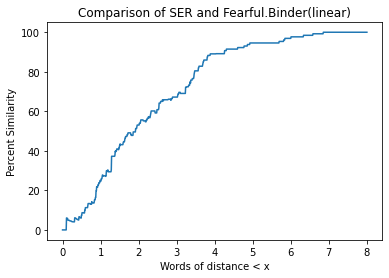 Comparison of SER and Fearful.Binder(linear)
100
80
60
40
20
0
Percent Similarity
0 1 2 3 4 5 6 7 8
Words of distance < x